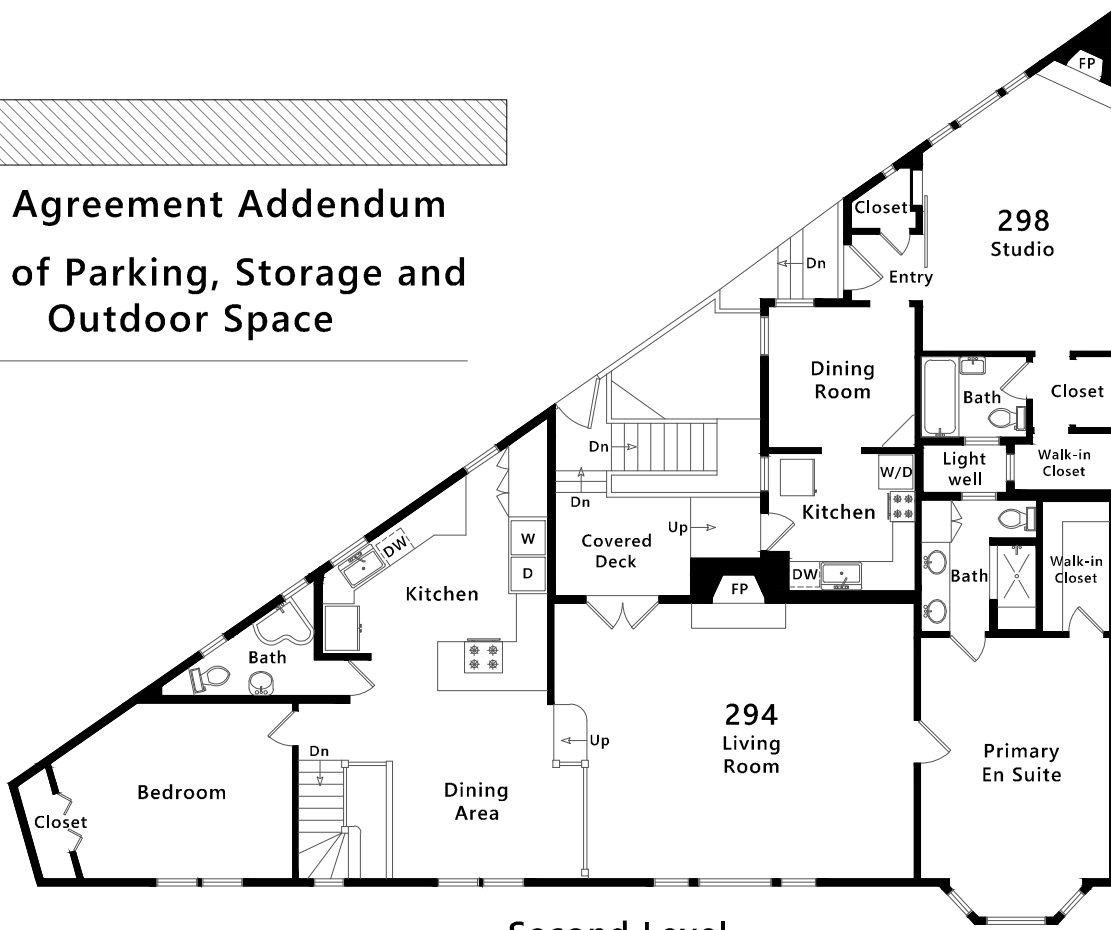 FP
Agreement Addendum
Closet
298
Studio
of Parking, Storage and
Dn
Entry
Outdoor Space
Dining
Room
Bath
Closet
Dn
Light
well
Walk-in
Closet
W/D
Dn
Kitchen
Up
W
DW
Covered
Deck
D
DW
FP
Bath
Walk-in
Closet
Kitchen
Bath
294
Living
Room
Up
Dn
Primary
En Suite
Bedroom
Dining
Area
Closet
Second Level